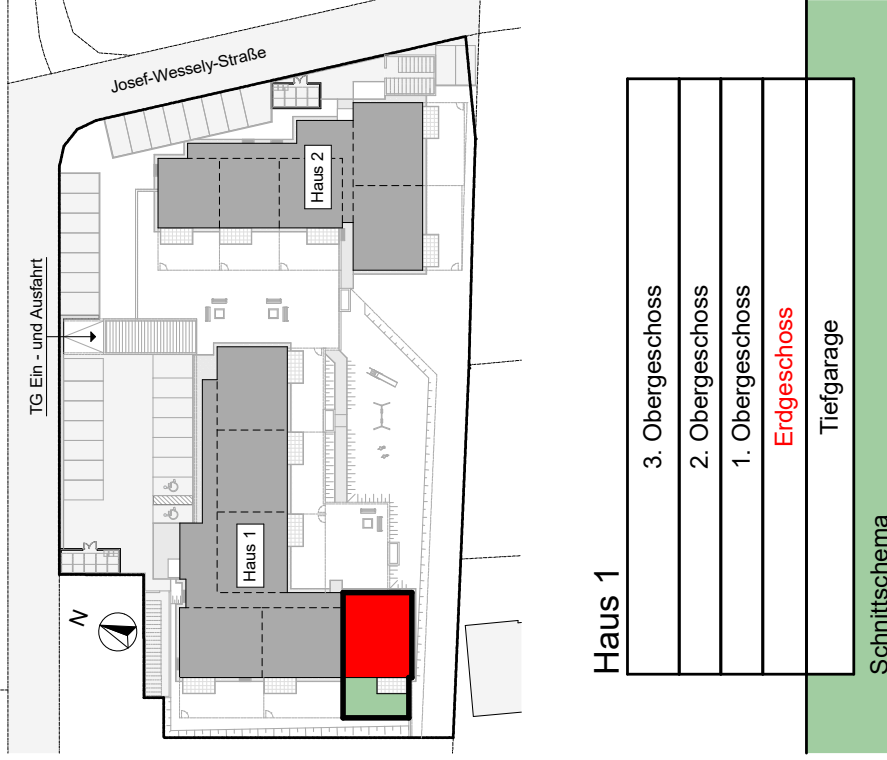 Josef-Wessely-Straße
TG Ein - und Ausfahrt
Haus 2
Haus 1
N
Haus 1
3. Obergeschoss
2. Obergeschoss
1. Obergeschoss
Erdgeschoss
Tiefgarage
Schnittschema